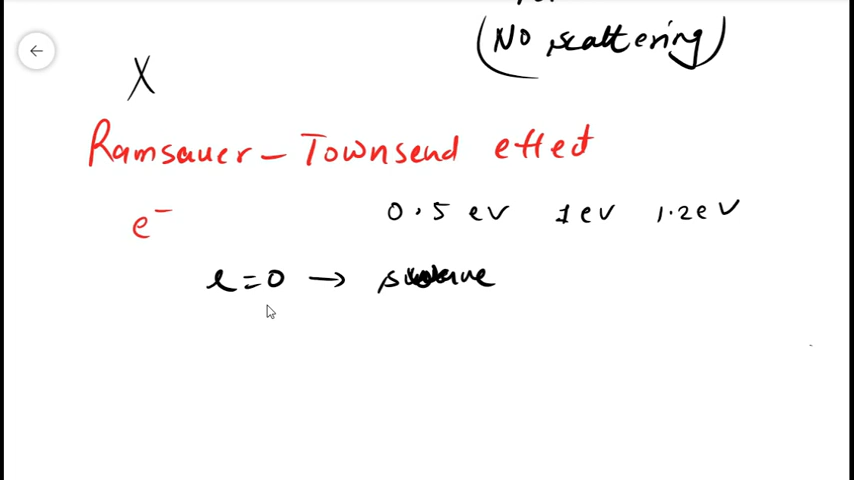 (No scattering)
X
Ramsauer - Townsend effect
e⁻ 0.5 eV 1eV 1.2eV
l = 0 →